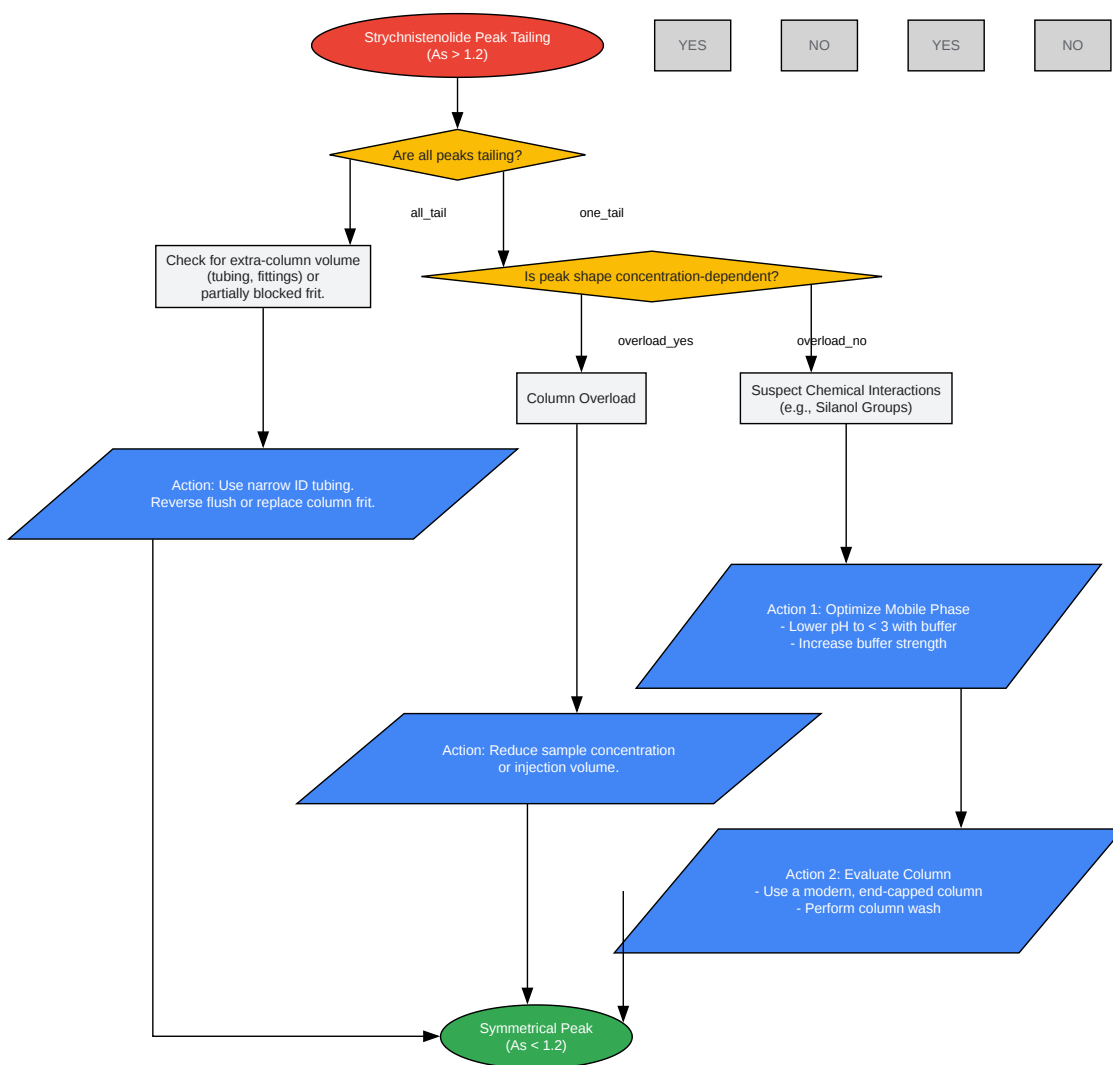 Strychnistenolide Peak Tailing
(As > 1.2)
YES
NO
YES
NO
Are all peaks tailing?
all_tail
one_tail
Check for extra-column volume
(tubing, fittings) or
partially blocked frit.
Is peak shape concentration-dependent?
overload_yes
overload_no
Column Overload
Suspect Chemical Interactions
(e.g., Silanol Groups)
Action: Use narrow ID tubing.
Reverse flush or replace column frit.
Action 1: Optimize Mobile Phase
- Lower pH to < 3 with buffer
- Increase buffer strength
Action: Reduce sample concentration
or injection volume.
Action 2: Evaluate Column
- Use a modern, end-capped column
- Perform column wash
Symmetrical Peak
(As < 1.2)